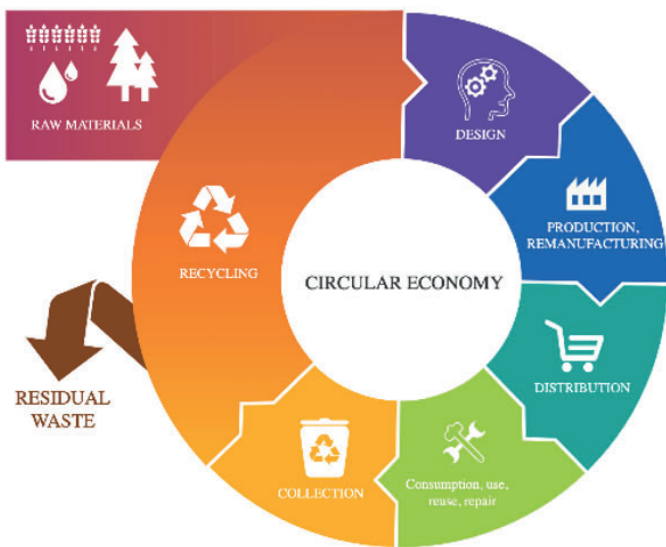 RAW MATERIALS
DESIGN
PRODUCTION,
REMANUFACTURING
RECYCLING
CIRCULAR ECONOMY
DISTRIBUTION
RESIDUAL
WASTE
COLLECTION
Consumption, use,
reuse, repair